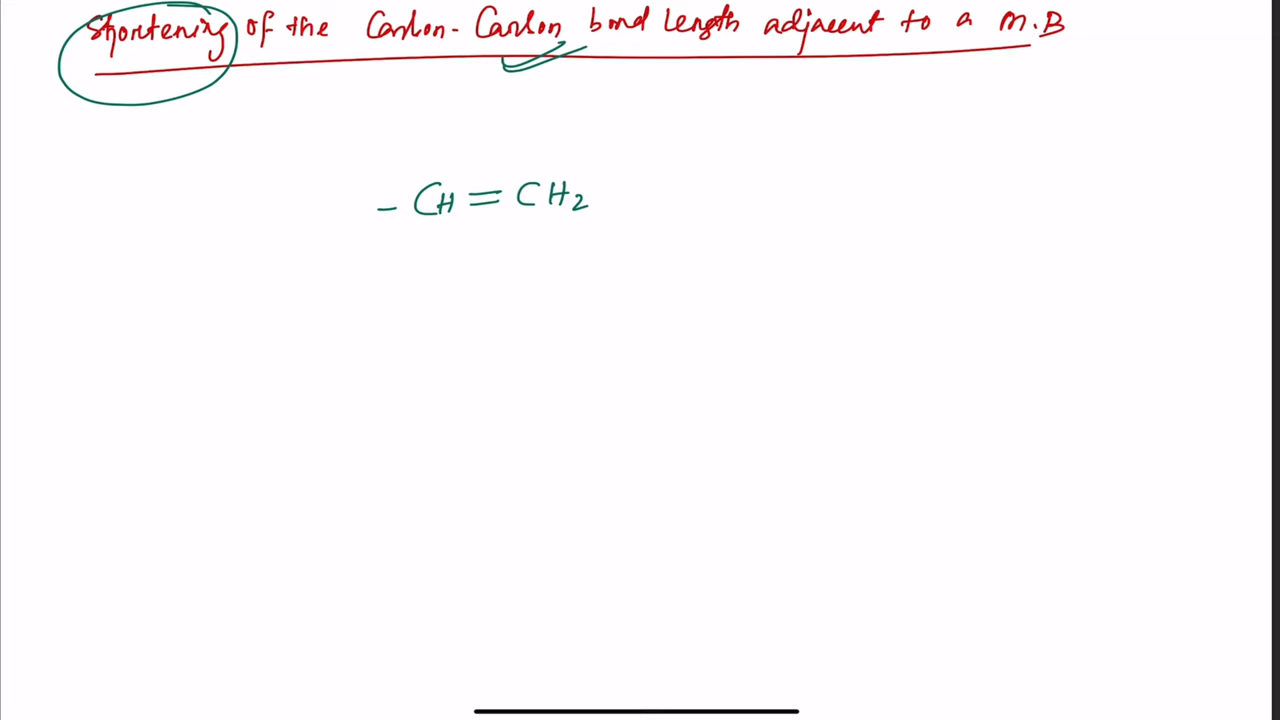 Shortening of the Carbon-Carbon bond length adjacent to a M.B
- CH = CH2